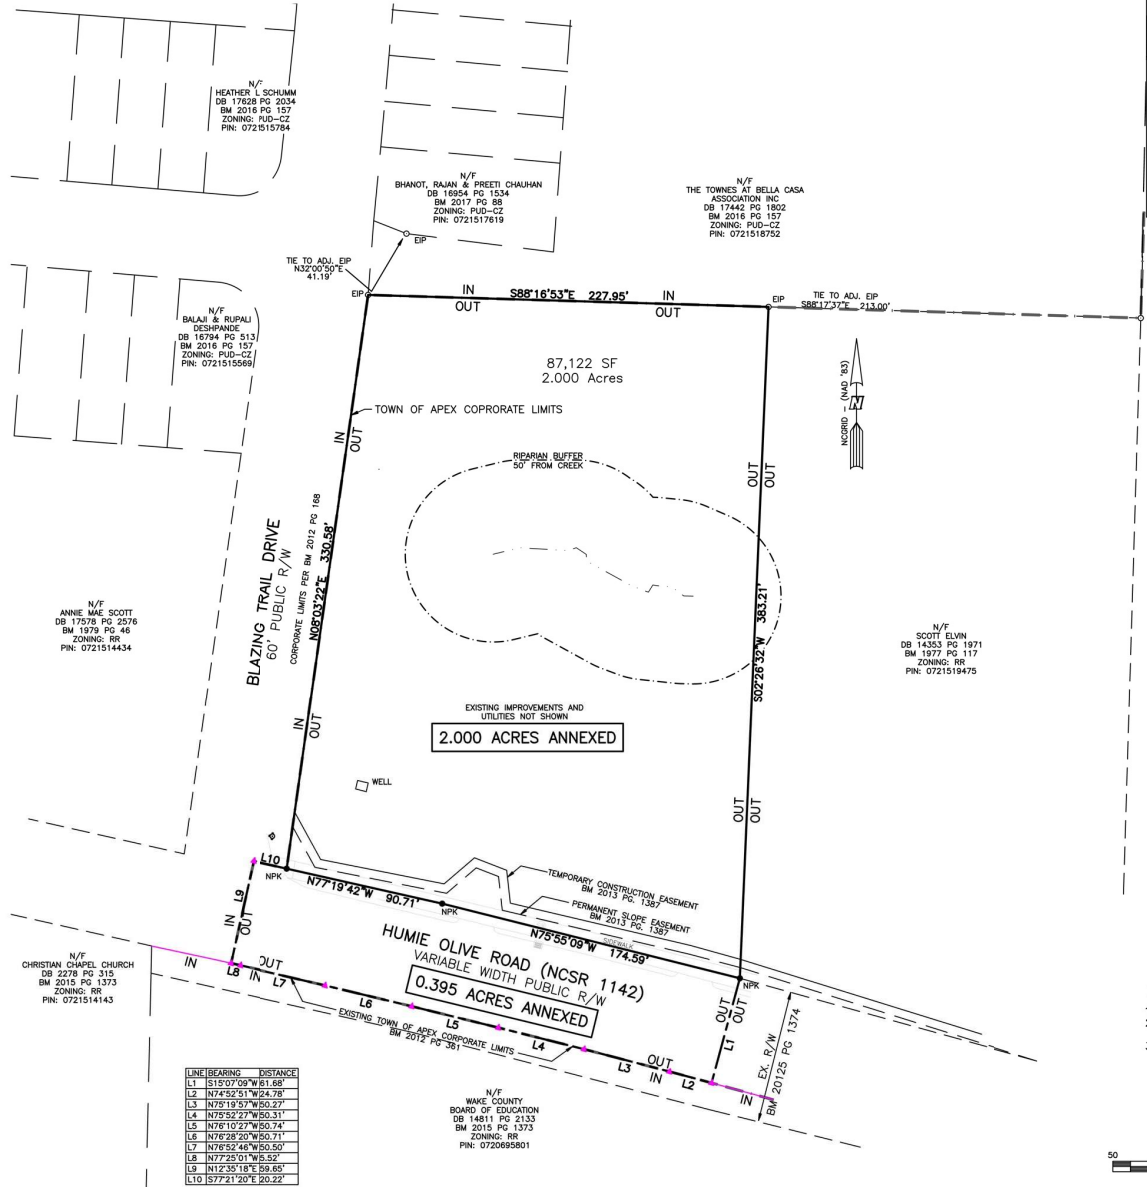 N/F
HEATHER L SCHUMM
DB 17628 PG 2034
BM 2016 PG 157
ZONING: PUD-CZ
PIN: 0721515784
N/F
BHANOT, RAJAN & PREETI CHAUHAN
DB 16954 PG 1534
BM 2017 PG 88
ZONING: PUD-CZ
PIN: 0721517619
N/F
THE TOWNES AT BELLA CASA
ASSOCIATION INC
DB 17442 PG 1802
BM 2016 PG 157
ZONING: PUD-CZ
PIN: 0721518752
EIP
TIE TO ADJ. EIP
N32°00'50"E
41.19'
EIP
IN
OUT
S88°16'53"E 227.95'
IN
OUT
EIP
TIE TO ADJ. EIP
S88°17'37"E 213.00'
N/F
BALAJI & RUPALI
DESHPANDE
DB 16794 PG 513
BM 2016 PG 157
ZONING: PUD-CZ
PIN: 0721515569
87,122 SF
2.000 Acres
NCGRID - (NAD '83)
N
TOWN OF APEX COPRORATE LIMITS
IN
OUT
RIPARIAN BUFFER
50' FROM CREEK
OUT
OUT
BLAZING TRAIL DRIVE
60' PUBLIC R/W
CORPORATE LIMITS PER BM 2012 PG 168
N08°03'22"E 330.58'
S02°26'32"W 383.21'
N/F
ANNIE MAE SCOTT
DB 17578 PG 2576
BM 1979 PG 46
ZONING: RR
PIN: 0721514434
N/F
SCOTT ELVIN
DB 14353 PG 1971
BM 1977 PG 117
ZONING: RR
PIN: 0721519475
IN
OUT
EXISTING IMPROVEMENTS AND
UTILITIES NOT SHOWN
2.000 ACRES ANNEXED
WELL
OUT
OUT
L10
NPK
N77°19'42"W 90.71'
NPK
TEMPORARY CONSTRUCTION EASEMENT
BM 2013 PG. 1387
PERMANENT SLOPE EASEMENT
BM 2013 PG. 1387
SIDEWALK
N75°55'09"W 174.59'
NPK
L9
IN
OUT
HUMIE OLIVE ROAD (NCSR 1142)
VARIABLE WIDTH PUBLIC R/W
0.395 ACRES ANNEXED
N/F
CHRISTIAN CHAPEL CHURCH
DB 2278 PG 315
BM 2015 PG 1373
ZONING: RR
PIN: 0721514143
IN
L8
OUT
IN
L7
L6
L5
L4
L3
OUT
IN
L2
L1
OUT
OUT
IN
EX. R/W
BM 20125 PG 1374
EXISTING TOWN OF APEX CORPORATE LIMITS
BM 2012 PG 361
N/F
WAKE COUNTY
BOARD OF EDUCATION
DB 14811 PG 2133
BM 2015 PG 1373
ZONING: RR
PIN: 0720695801
LINE BEARING DISTANCE
L1 S15°07'09"W 61.68'
L2 N74°52'51"W 24.78'
L3 N75°19'57"W 50.27'
L4 N75°52'27"W 50.31'
L5 N76°10'27"W 50.74'
L6 N76°28'20"W 50.71'
L7 N76°52'46"W 50.50'
L8 N77°25'01"W 5.52'
L9 N12°35'18"E 59.65'
L10 S77°21'20"E 20.22'
50